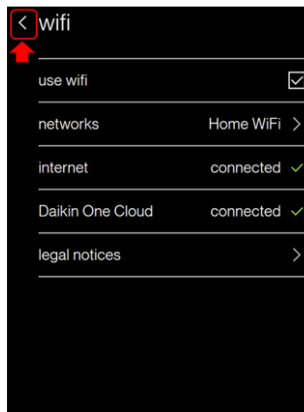 wifi
use wifi
networks Home WiFi
internet connected
Daikin One Cloud connected
legal notices